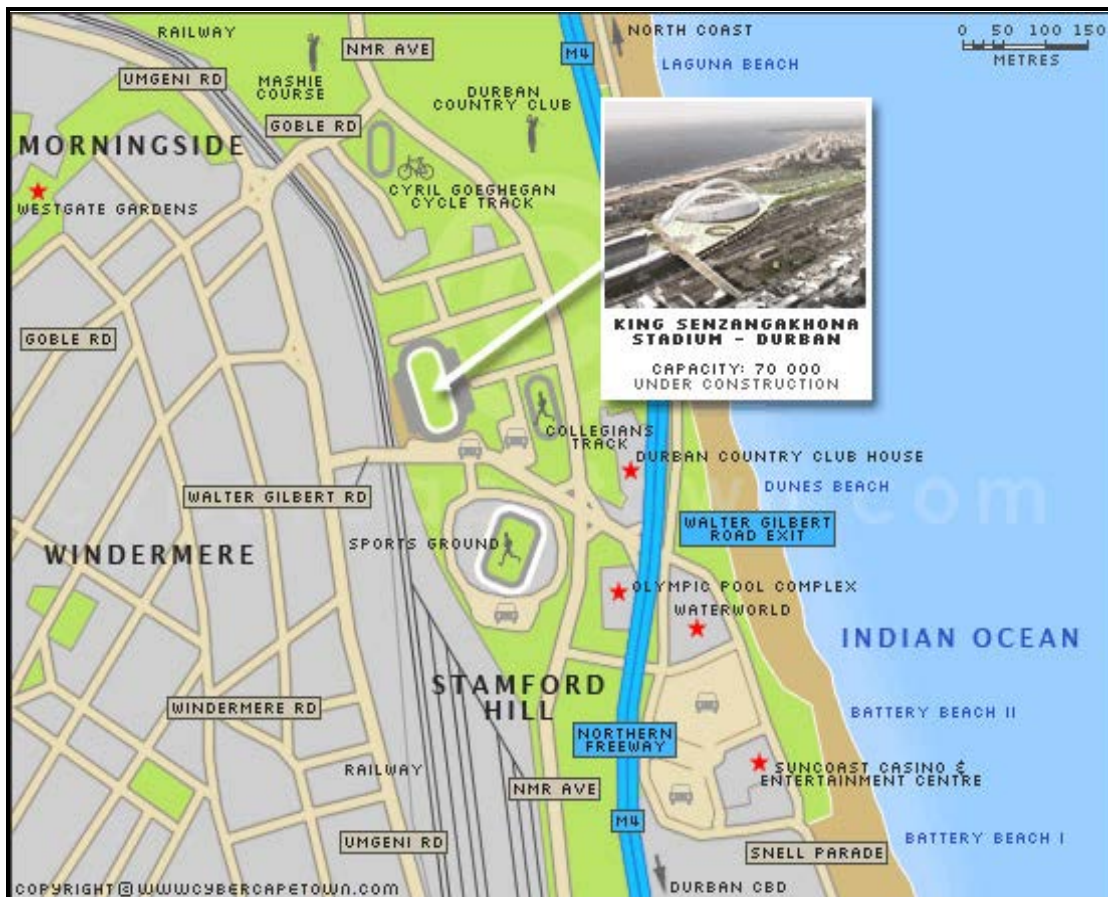 RAILWAY
NMR AVE
M4
NORTH COAST
0 50 100 150
METRES
UMGENI RD
MASHIE
COURSE
DURBAN
COUNTRY CLUB
LAGUNA BEACH
GOBLE RD
MORNINGSIDE
WESTGATE GARDENS
CYRIL GOEGHEGAN
CYCLE TRACK
KING SENZANGAKHONA
STADIUM - DURBAN
CAPACITY: 70 000
UNDER CONSTRUCTION
GOBLE RD
COLLEGIANS
TRACK
DURBAN COUNTRY CLUB HOUSE
DUNES BEACH
WALTER GILBERT RD
WALTER GILBERT
ROAD EXIT
SPORTS GROUND
WINDERMERE
OLYMPIC POOL COMPLEX
WATERWORLD
INDIAN OCEAN
STAMFORD
HILL
WINDERMERE RD
NORTHERN
FREEWAY
BATTERY BEACH II
RAILWAY
SUNCOAST CASINO &
ENTERTAINMENT CENTRE
NMR AVE
M4
UMGENI RD
SNELL PARADE
BATTERY BEACH I
COPYRIGHT@WWWCYBERCAPETOWN.COM
DURBAN CBD